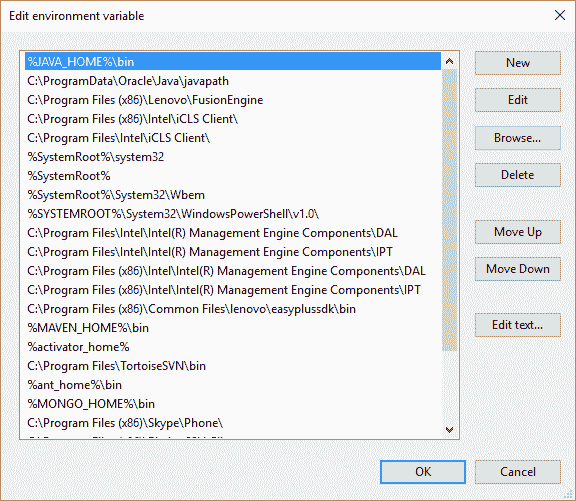 Edit environment variable
%JAVA_HOME%\bin
C:\ProgramData\Oracle\Java\javapath
C:\Program Files (x86)\Lenovo\FusionEngine
C:\Program Files (x86)\Intel\iCLS Client\
C:\Program Files\Intel\iCLS Client\
%SystemRoot%\system32
%SystemRoot%
%SystemRoot%\System32\Wbem
%SYSTEMROOT%\System32\WindowsPowerShell\v1.0\
C:\Program Files\Intel\Intel(R) Management Engine Components\DAL
C:\Program Files\Intel\Intel(R) Management Engine Components\IPT
C:\Program Files (x86)\Intel\Intel(R) Management Engine Components\DAL
C:\Program Files (x86)\Intel\Intel(R) Management Engine Components\IPT
C:\Program Files (x86)\Common Files\lenovo\easyplussdk\bin
%MAVEN_HOME%\bin
%activator_home%
C:\Program Files\TortoiseSVN\bin
%ant_home%\bin
%MONGO_HOME%\bin
C:\Program Files (x86)\Skype\Phone\
New
Edit
Browse...
Delete
Move Up
Move Down
Edit text...
OK
Cancel